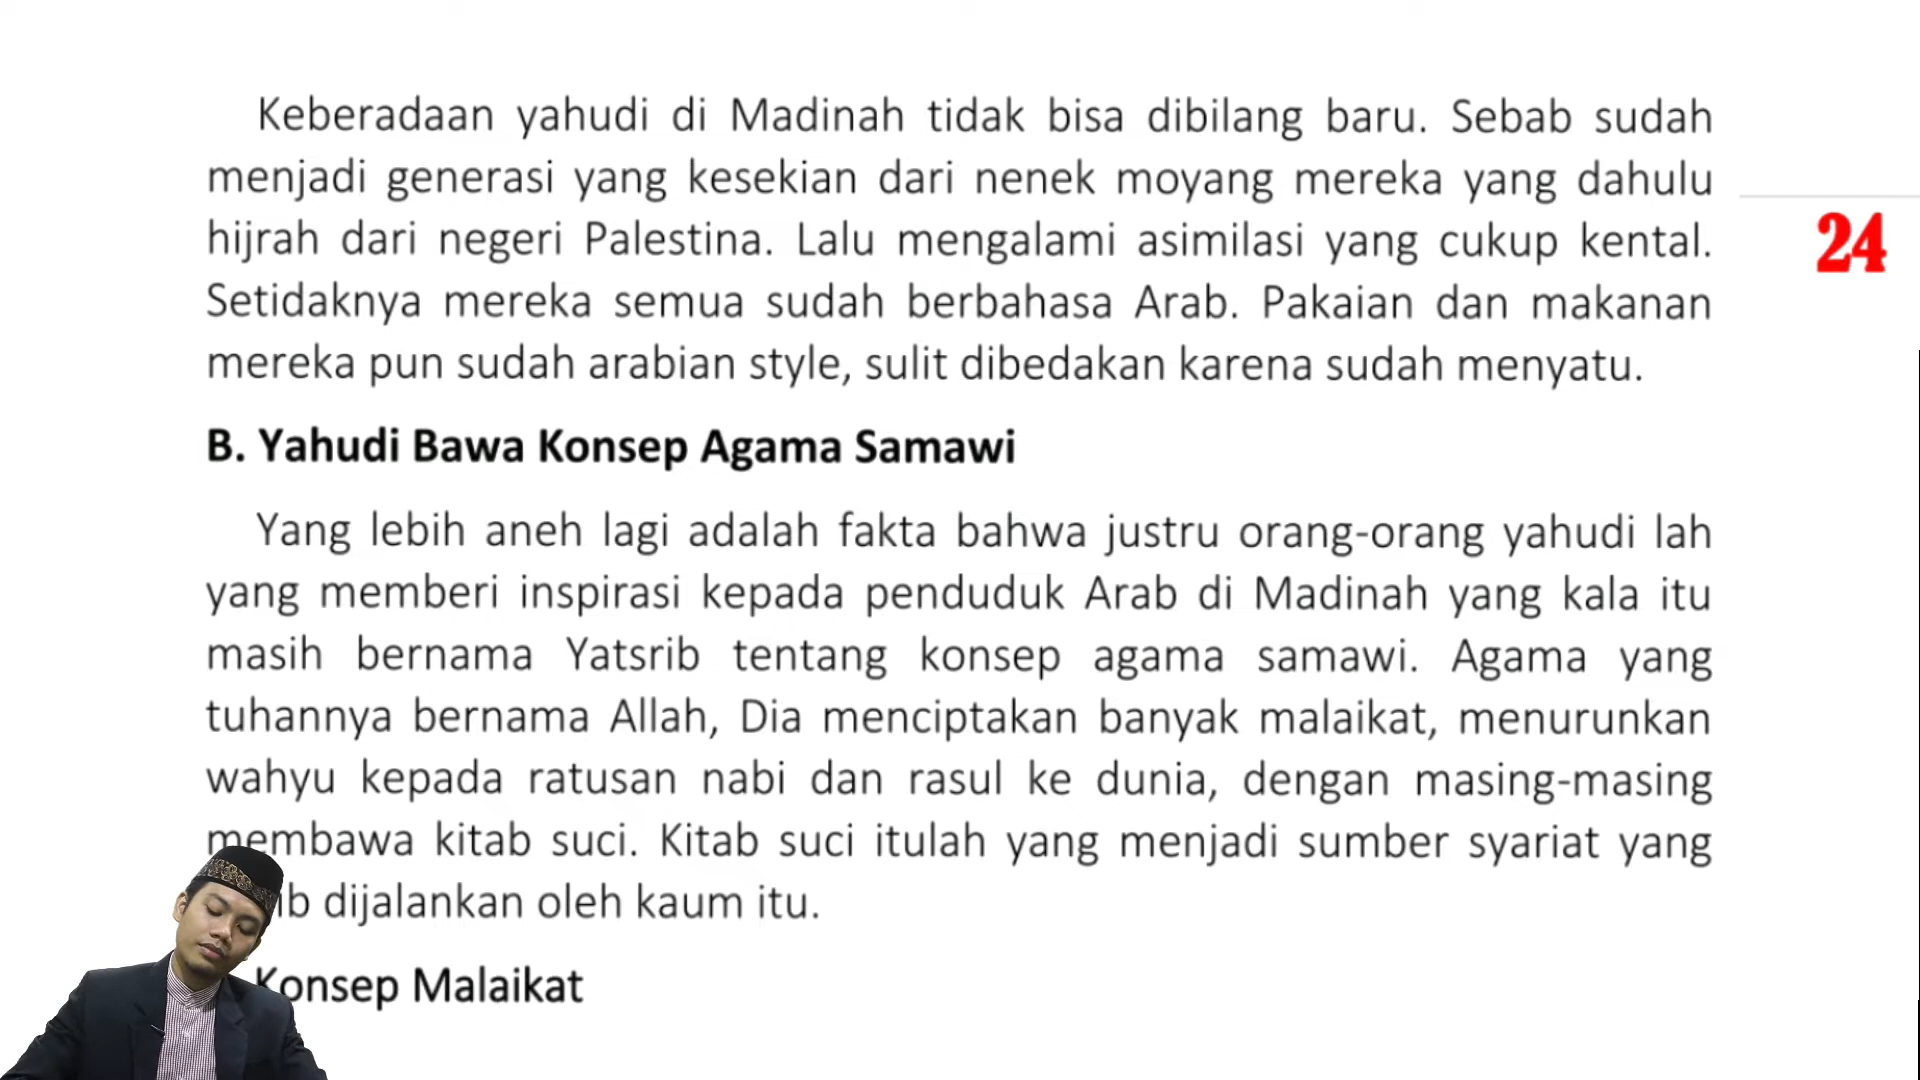 Keberadaan yahudi di Madinah tidak bisa dibilang baru. Sebab sudah
menjadi generasi yang kesekian dari nenek moyang mereka yang dahulu
hijrah dari negeri Palestina. Lalu mengalami asimilasi yang cukup kental.
Setidaknya mereka semua sudah berbahasa Arab. Pakaian dan makanan
mereka pun sudah arabian style, sulit dibedakan karena sudah menyatu.
24
B. Yahudi Bawa Konsep Agama Samawi
Yang lebih aneh lagi adalah fakta bahwa justru orang-orang yahudi lah
yang memberi inspirasi kepada penduduk Arab di Madinah yang kala itu
masih bernama Yatsrib tentang konsep agama samawi. Agama yang
tuhannya bernama Allah, Dia menciptakan banyak malaikat, menurunkan
wahyu kepada ratusan nabi dan rasul ke dunia, dengan masing-masing
membawa kitab suci. Kitab suci itulah yang menjadi sumber syariat yang
dijalankan oleh kaum itu.
Konsep Malaikat